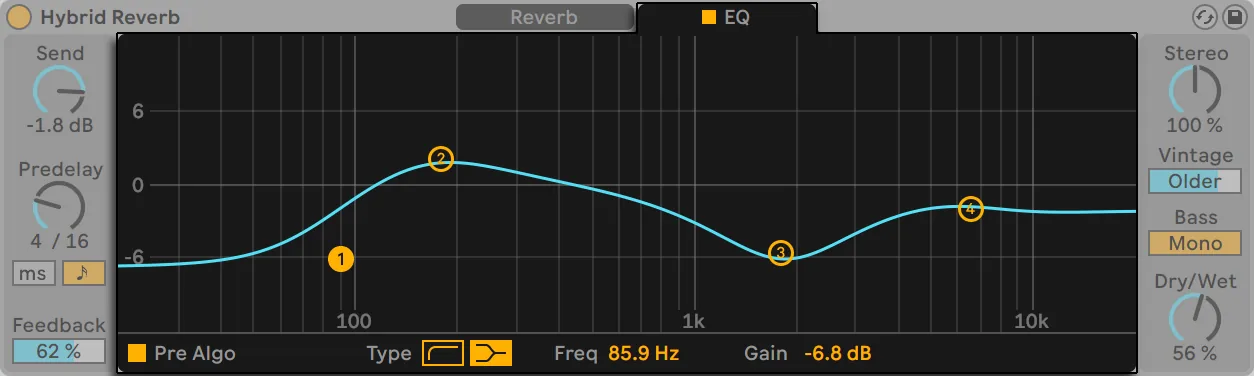 Hybrid Reverb
Reverb
EQ
Send
-1.8 dB
Predelay
4 / 16
ms
Feedback
62 %
6
0
-6
1
2
3
4
100
1k
10k
Pre Algo
Type
Freq 85.9 Hz
Gain -6.8 dB
Stereo
100 %
Vintage
Older
Bass
Mono
Dry/Wet
56 %